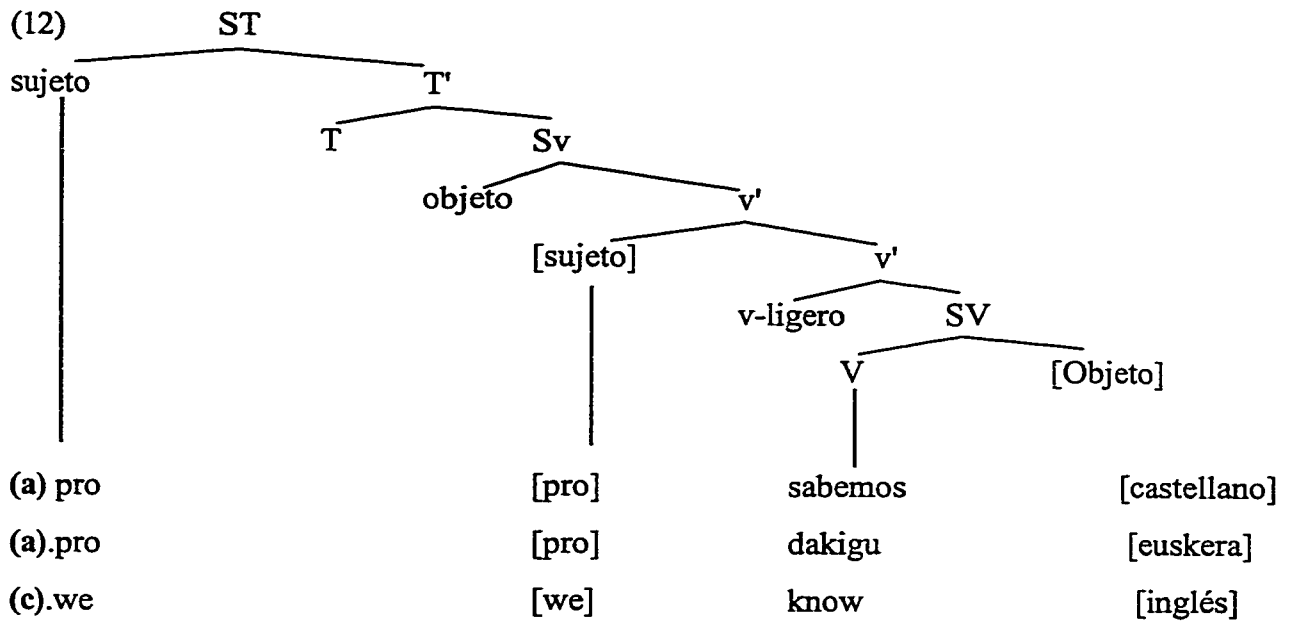 (12) ST
sujeto T'
T Sv
objeto v'
[sujeto] v'
v-ligero SV
V [Objeto]
(a) pro [pro] sabemos [castellano]
(a).pro [pro] dakigu [euskera]
(c).we [we] know [inglés]